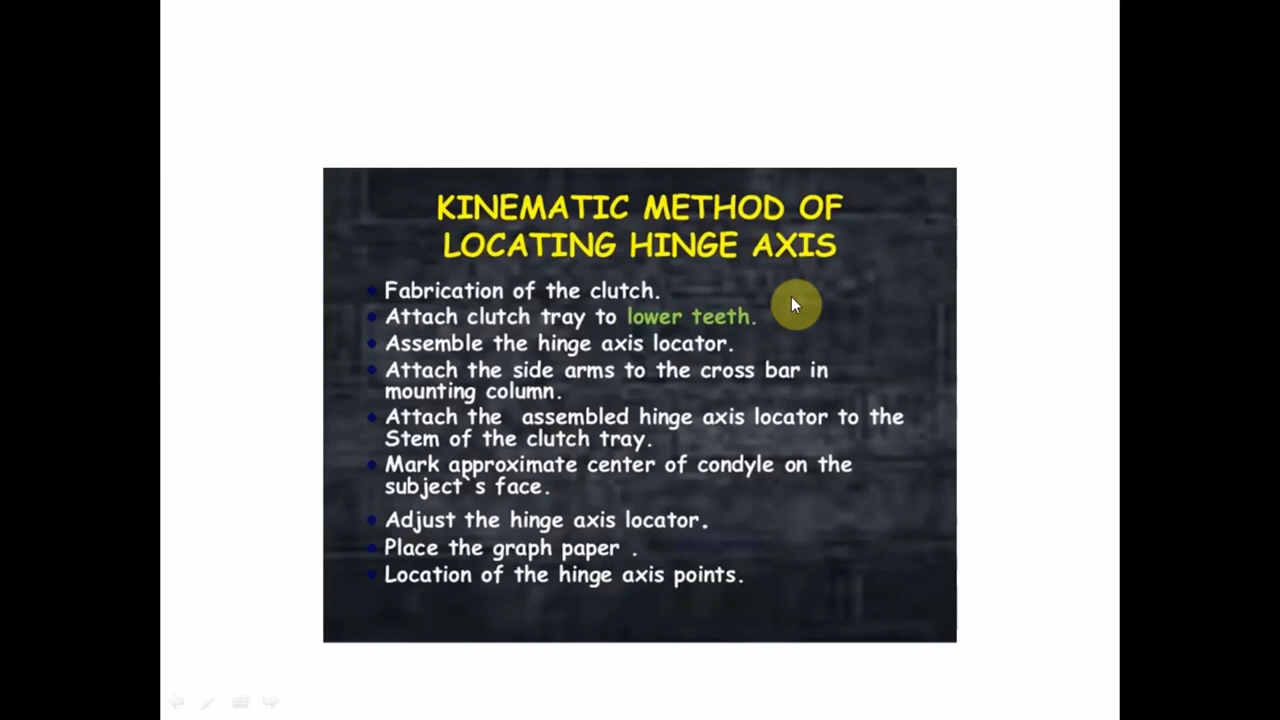 KINEMATIC METHOD OF
LOCATING HINGE AXIS
Fabrication of the clutch.
Attach clutch tray to lower teeth.
Assemble the hinge axis locator.
Attach the side arms to the cross bar in
mounting column.
Attach the assembled hinge axis locator to the
Stem of the clutch tray.
Mark approximate center of condyle on the
subject`s face.
Adjust the hinge axis locator.
Place the graph paper .
Location of the hinge axis points.